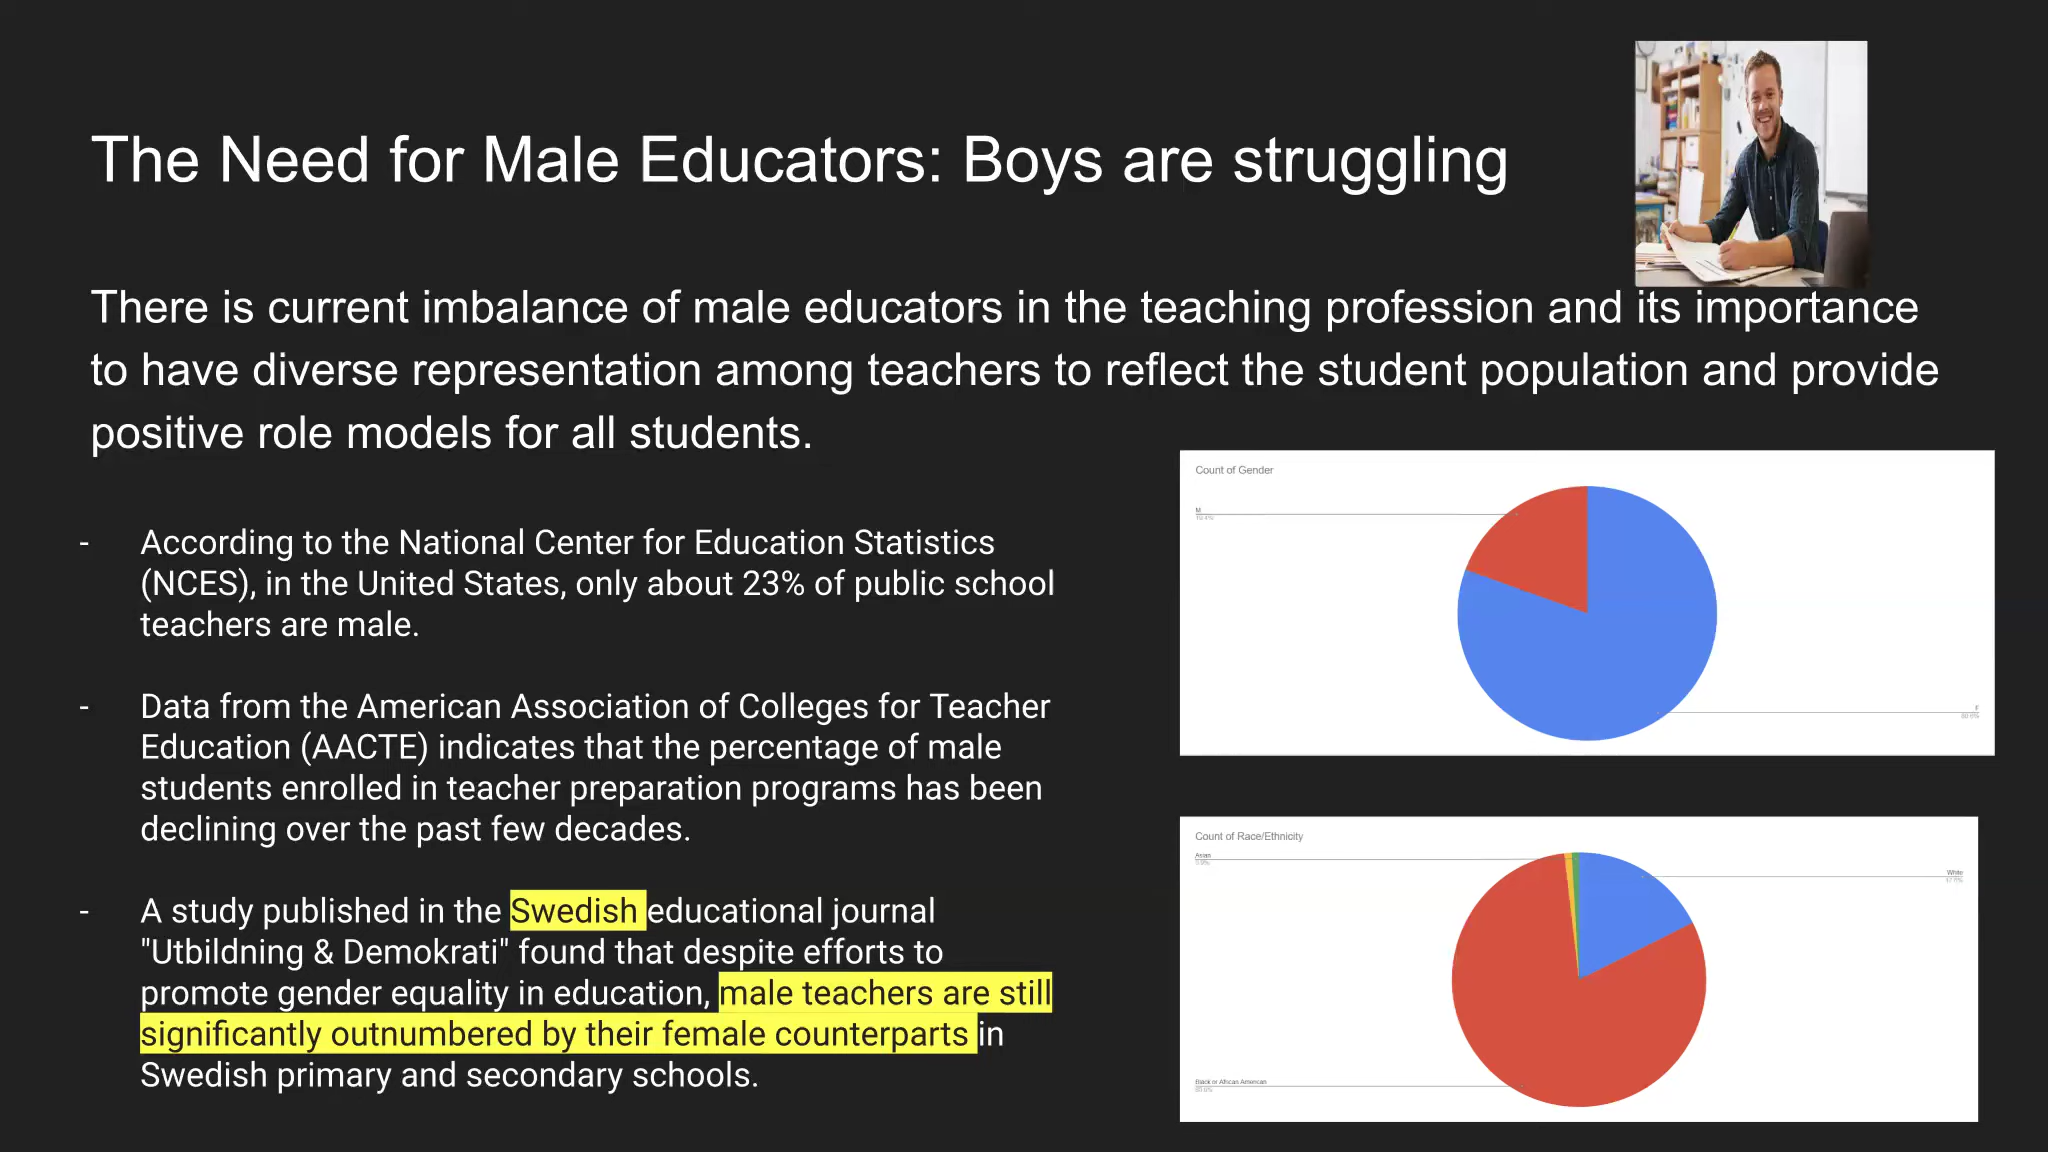 The Need for Male Educators: Boys are struggling
There is current imbalance of male educators in the teaching profession and its importance
to have diverse representation among teachers to reflect the student population and provide
positive role models for all students.
- According to the National Center for Education Statistics
(NCES), in the United States, only about 23% of public school
teachers are male.
- Data from the American Association of Colleges for Teacher
Education (AACTE) indicates that the percentage of male
students enrolled in teacher preparation programs has been
declining over the past few decades.
- A study published in the Swedish educational journal
"Utbildning & Demokrati" found that despite efforts to
promote gender equality in education, male teachers are still
significantly outnumbered by their female counterparts in
Swedish primary and secondary schools.
Count of Gender
M
19.4%
F
80.6%
Count of Race/Ethnicity
Asian
White
Black or African American